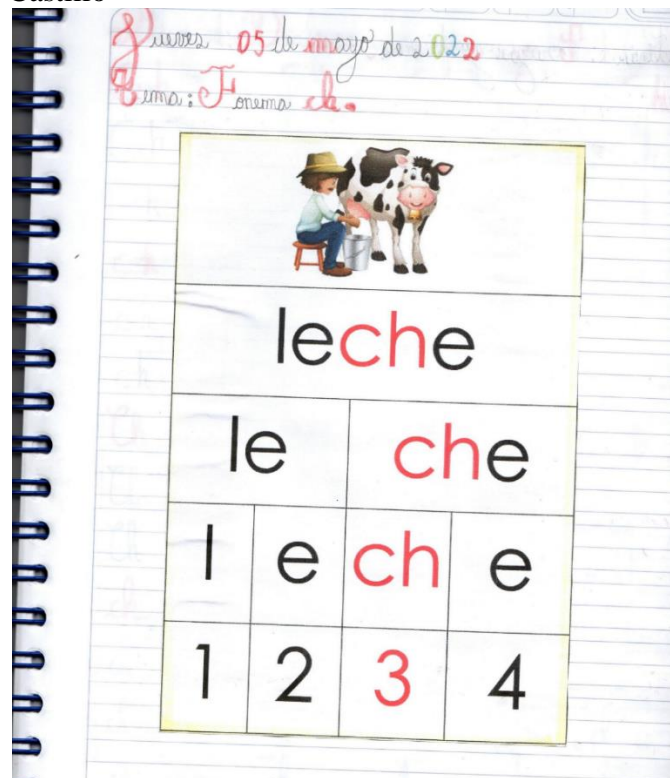 Jueves 05 de mayo de 2022
Tema: Fonema ch.
leche
le che
l e ch e
1 2 3 4